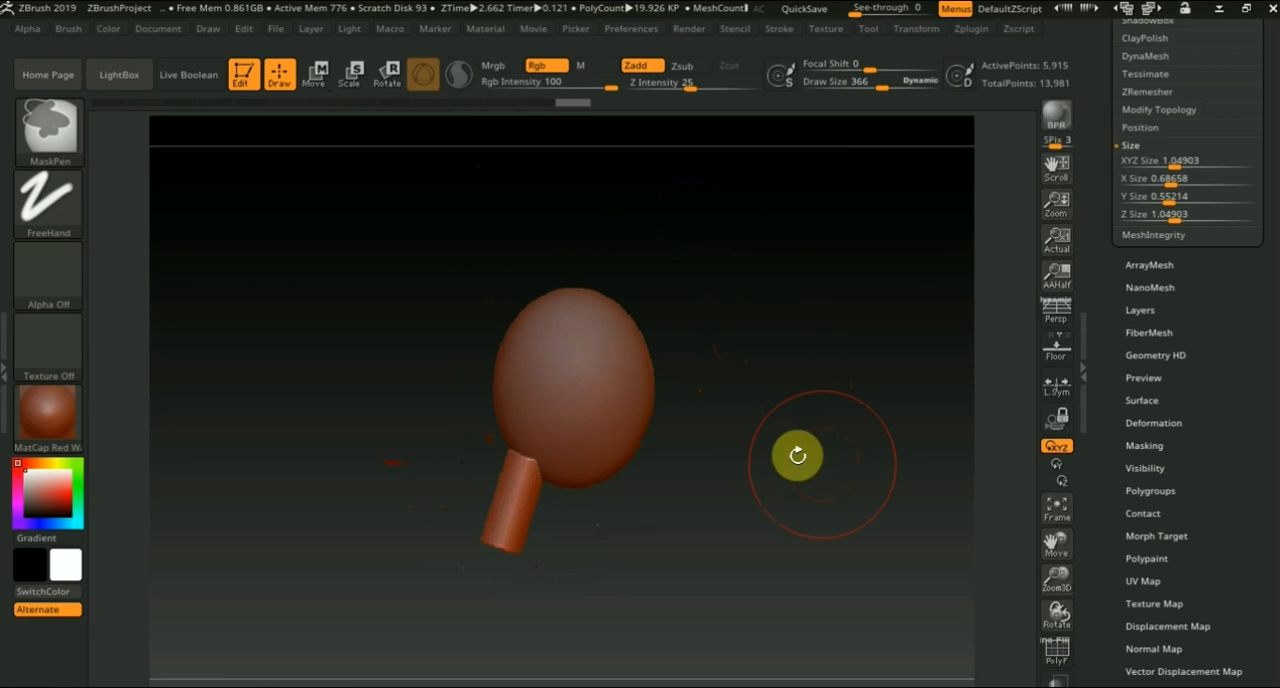 ZBrush 2019 ZBrushProject .. • Free Mem 0.861GB • Active Mem 776 • Scratch Disk 93 • ZTime▶2.662 Timer▶0.121 • PolyCount▶19.926 KP • MeshCount▶ AC QuickSave See-through 0 Menus DefaultZScript
Alpha Brush Color Document Draw Edit File Layer Light Macro Marker Material Movie Picker Preferences Render Stencil Stroke Texture Tool Transform Zplugin Zscript
Home Page LightBox Live Boolean Edit Draw Move Scale Rotate
Mrgb Rgb M Zadd Zsub Zcut
Rgb Intensity 100 Z Intensity 25
Focal Shift 0
Draw Size 366 Dynamic
S D
ActivePoints: 5,915
TotalPoints: 13,981
MaskPen
FreeHand
Alpha Off
Texture Off
MatCap Red W
Gradient
SwitchColor
Alternate
BPR
SPix 3
Scroll
Zoom
Actual
AAHalf
Dynamic
Persp
Floor
L.Sym
XYZ
Y
Z
Frame
Move
Zoom3D
Rotate
PolyF
ShadowBox
ClayPolish
DynaMesh
Tessimate
ZRemesher
Modify Topology
Position
Size
XYZ Size 1.04903
X Size 0.68658
Y Size 0.55214
Z Size 1.04903
MeshIntegrity
ArrayMesh
NanoMesh
Layers
FiberMesh
Geometry HD
Preview
Surface
Deformation
Masking
Visibility
Polygroups
Contact
Morph Target
Polypaint
UV Map
Texture Map
Displacement Map
Normal Map
Vector Displacement Map